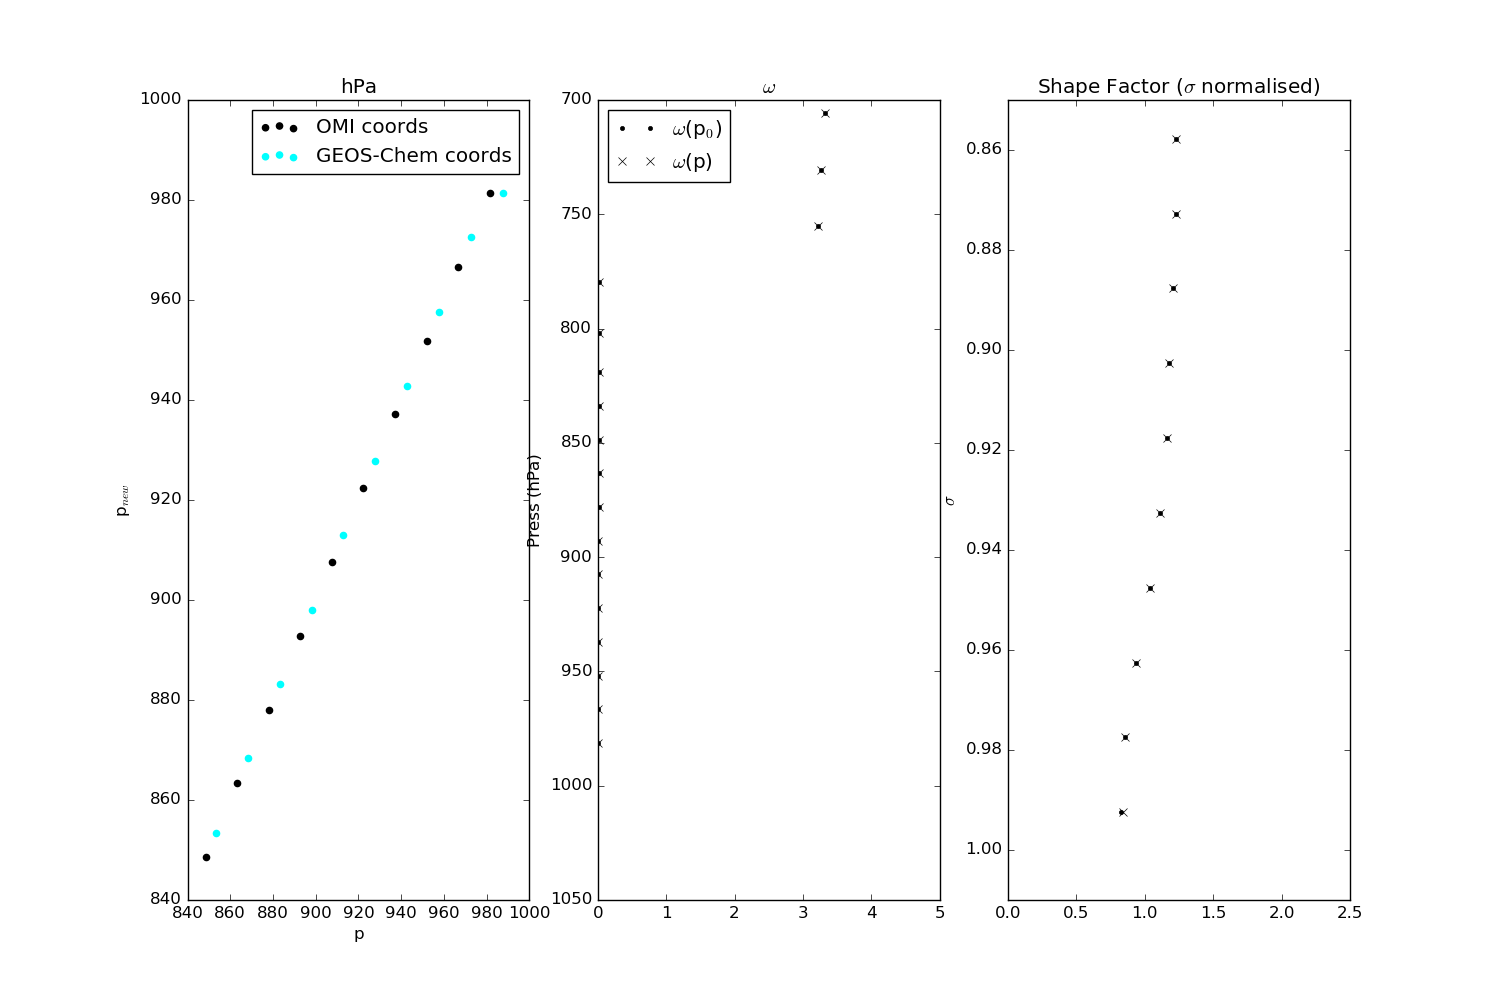 hPa
OMI coords
GEOS-Chem coords
1000
980
960
940
920
900
880
860
840
840 860 880 900 920 940 960 980 1000
p
p_new
ω
ω(p₀)
ω(p)
700
750
800
850
900
950
1000
1050
0 1 2 3 4 5
Press (hPa)
Shape Factor (σ normalised)
0.86
0.88
0.90
0.92
0.94
0.96
0.98
1.00
0.0 0.5 1.0 1.5 2.0 2.5
σ